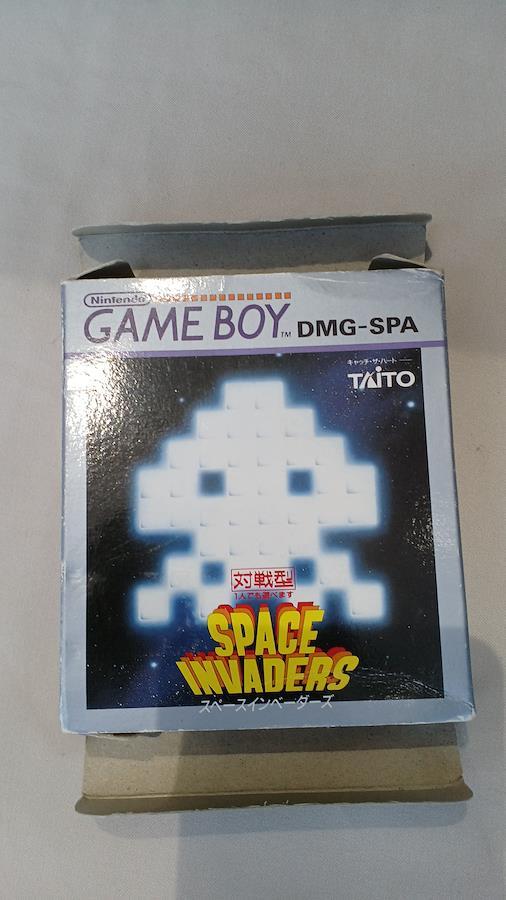 Nintendo
GAME BOY™ DMG-SPA
キャッチ・ザ・ハート
TAITO
対戦型
1人でも遊べます
SPACE
INVADERS
スペースインベーダーズ